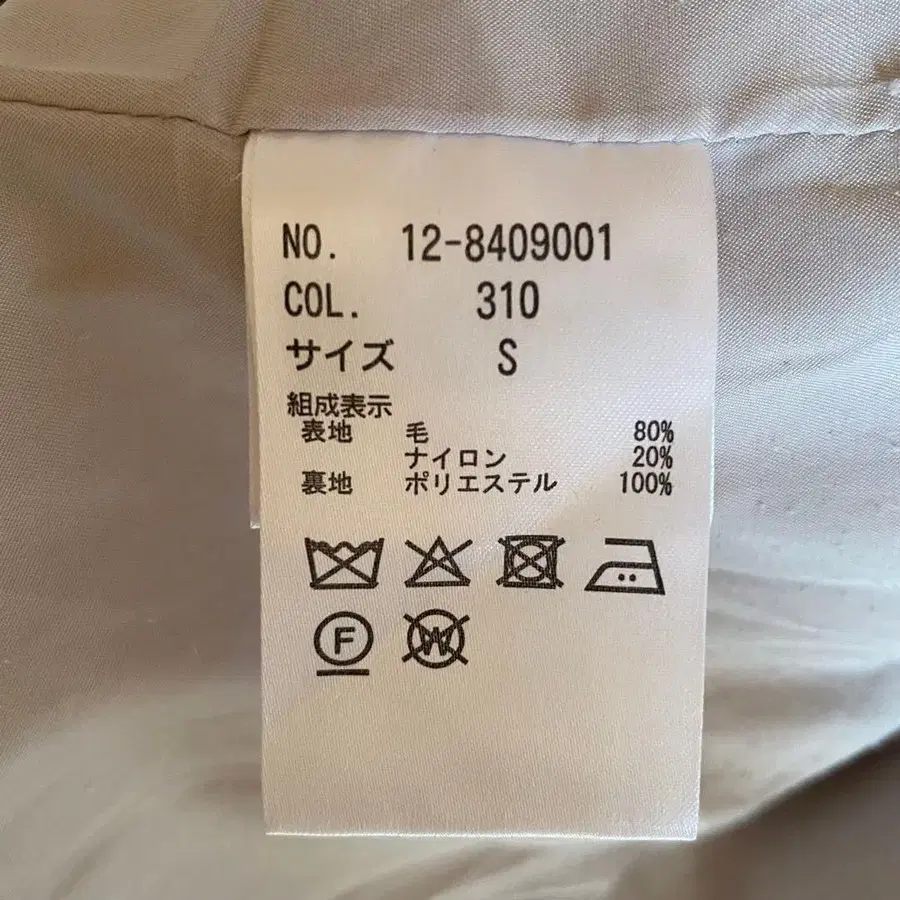 NO. 12-8409001
COL. 310
サイズ S
組成表示
表地 毛 80%
ナイロン 20%
裏地 ポリエステル 100%
F W